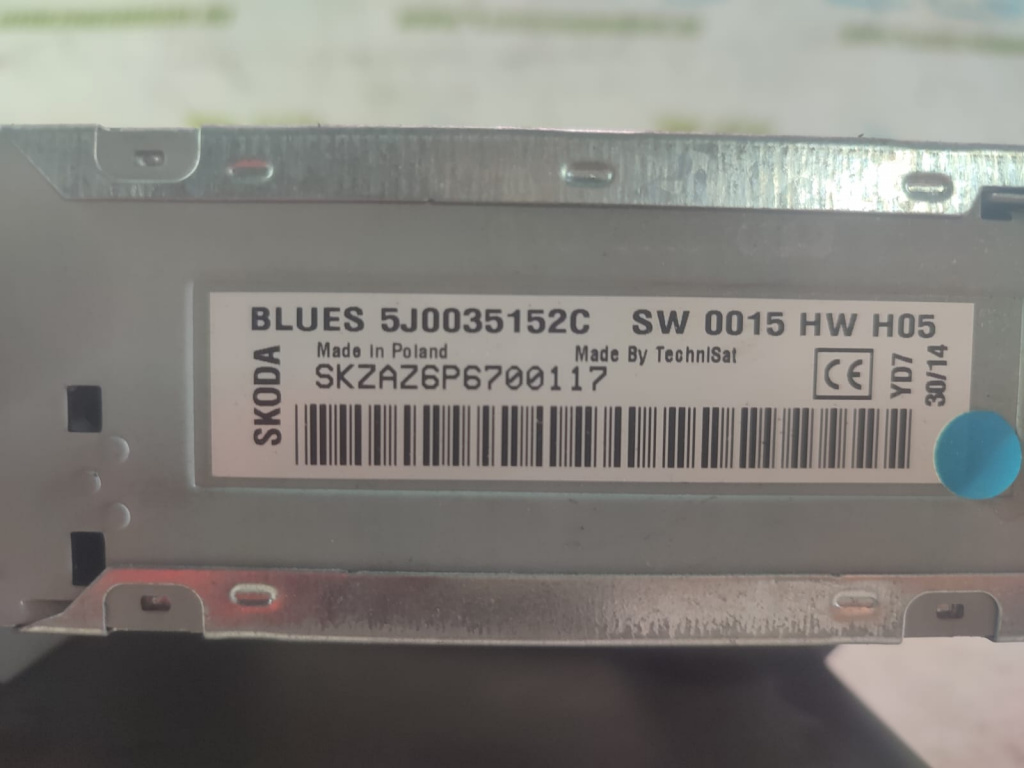 BLUES 5J0035152C SW 0015 HW H05
Made in Poland Made By TechniSat
SKZAZ6P6700117
SKODA
CE
YD7
30/14